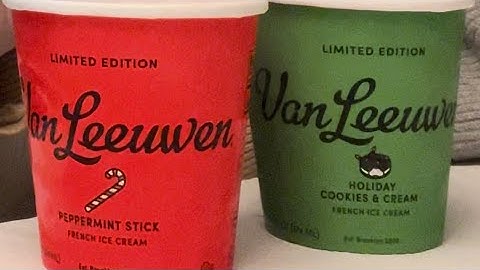 LIMITED EDITION
Van Leeuwen
PEPPERMINT STICK
FRENCH ICE CREAM
LIMITED EDITION
Van Leeuwen
HOLIDAY
COOKIES & CREAM
FRENCH ICE CREAM